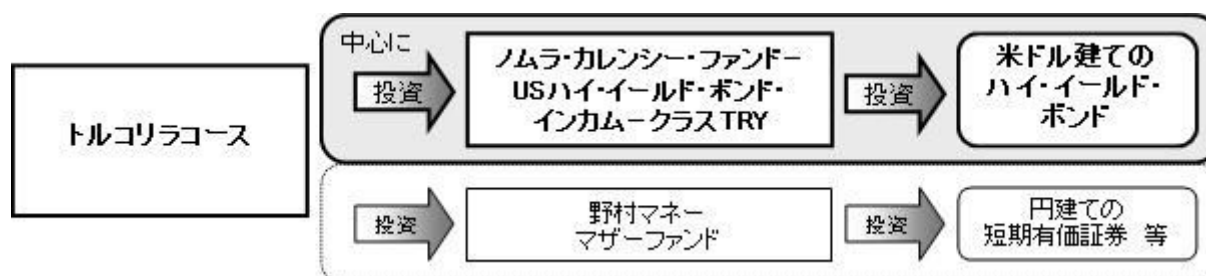 トルコリラコース
中心に
投資
ノムラ・カレンシー・ファンドー
USハイ・イールド・ボンド・
インカムークラスTRY
投資
米ドル建ての
ハイ・イールド・
ボンド
投資
野村マネー
マザーファンド
投資
円建ての
短期有価証券 等